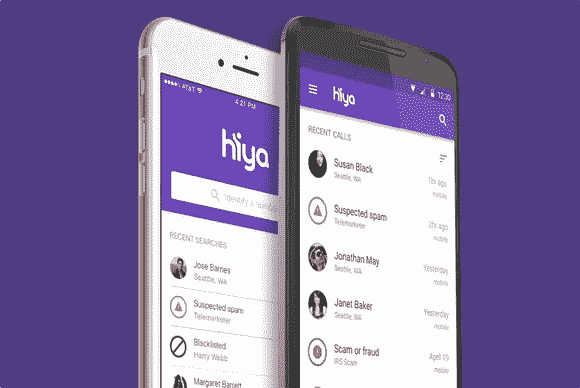 AT&T
4:21 PM
hiya
Identify a number
RECENT SEARCHES
Jose Barnes
Seattle, WA
Suspected spam
Telemarketer
Blacklisted
Harry Webb
Margaret Barrett
12:30
hiya
RECENT CALLS
Susan Black
Seattle, WA
1hr ago
mobile
Suspected spam
Telemarketer
2hr ago
mobile
Jonathan May
Seattle, WA
Yesterday
mobile
Janet Baker
Seattle, WA
Yesterday
mobile
Scam or fraud
IRS Scam
April 19
mobile